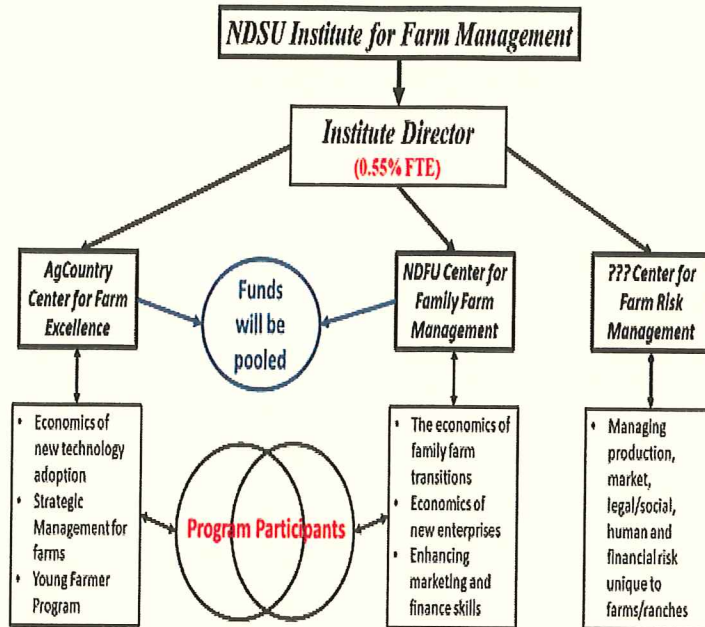 NDSU Institute for Farm Management
Institute Director
(0.55% FTE)
AgCountry
Center for Farm
Excellence
Funds
will be
pooled
NDFU Center for
Family Farm
Management
??? Center for
Farm Risk
Management
• Economics of
new technology
adoption
• Strategic
Management for
farms
• Young Farmer
Program
Program Participants
• The economics of
family farm
transitions
• Economics of
new enterprises
• Enhancing
marketing and
finance skills
• Managing
production,
market,
legal/social,
human and
financial risk
unique to
farms/ranches